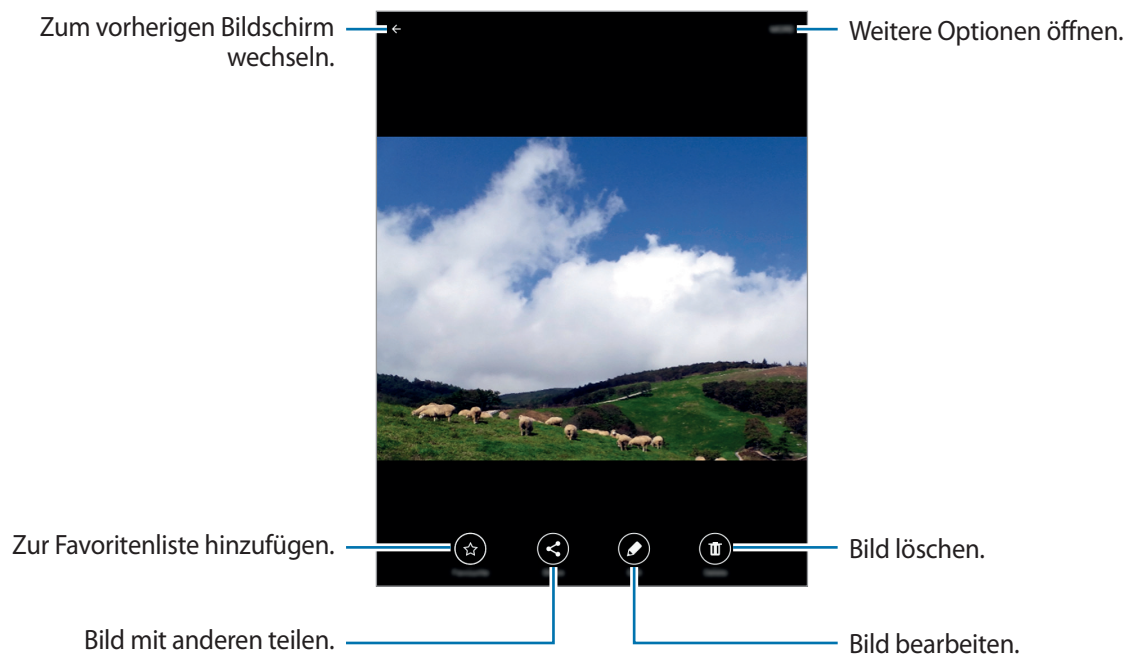 Zum vorherigen Bildschirm
wechseln.
Weitere Optionen öffnen.
Zur Favoritenliste hinzufügen.
Bild löschen.
Bild mit anderen teilen.
Bild bearbeiten.